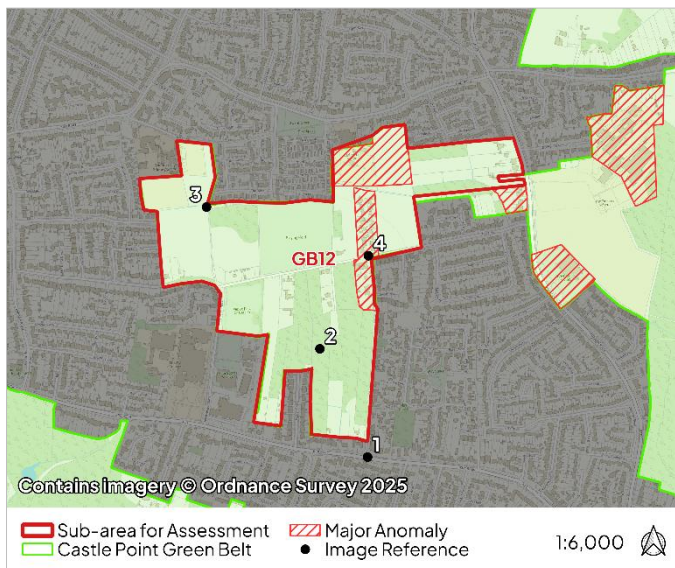 3
4
GB12
2
1
Contains imagery © Ordnance Survey 2025
Sub-area for Assessment
Major Anomaly
Castle Point Green Belt
Image Reference
1:6,000